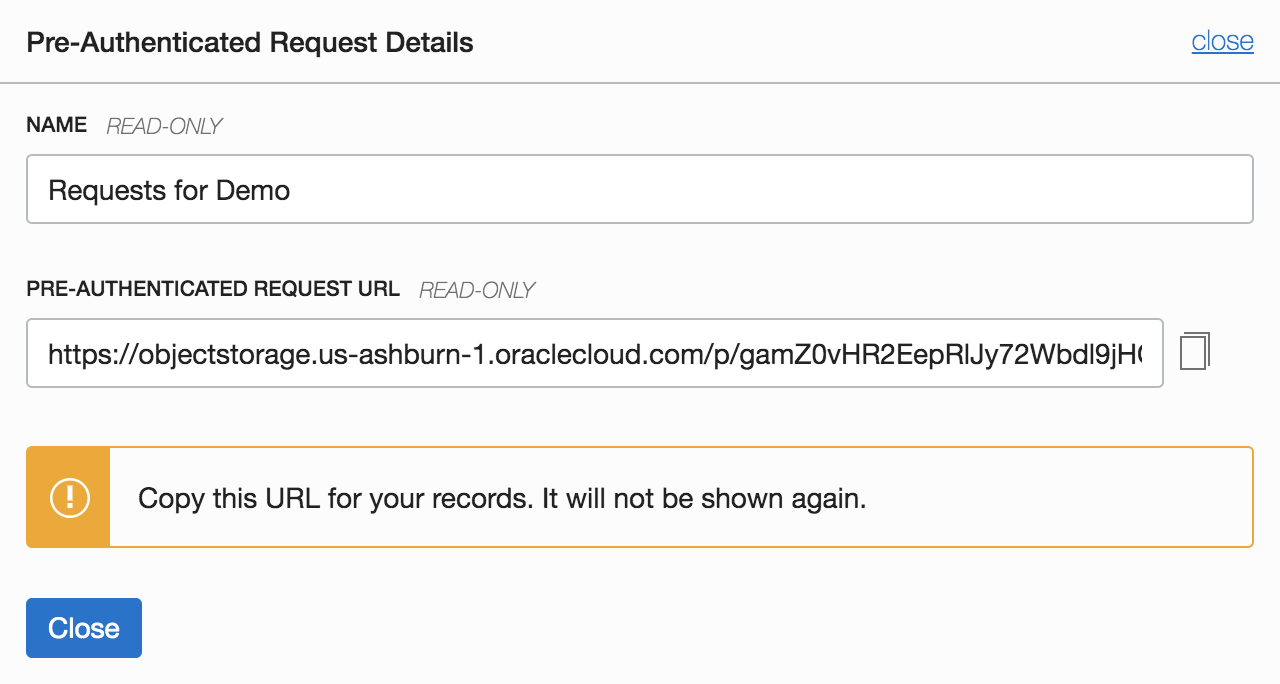 Pre-Authenticated Request Details
close
NAME READ-ONLY
Requests for Demo
PRE-AUTHENTICATED REQUEST URL READ-ONLY
https://objectstorage.us-ashburn-1.oraclecloud.com/p/gamZ0vHR2EepRlJy72Wbdl9jH
Copy this URL for your records. It will not be shown again.
Close